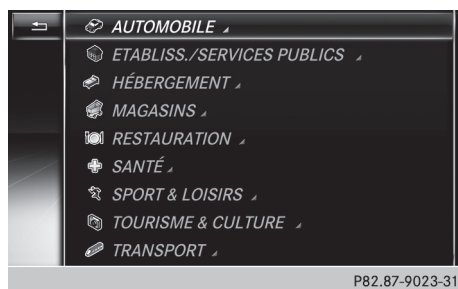 AUTOMOBILE
ETABLISS./SERVICES PUBLICS
HÉBERGEMENT
MAGASINS
RESTAURATION
SANTÉ
SPORT & LOISIRS
TOURISME & CULTURE
TRANSPORT
P82.87-9023-31